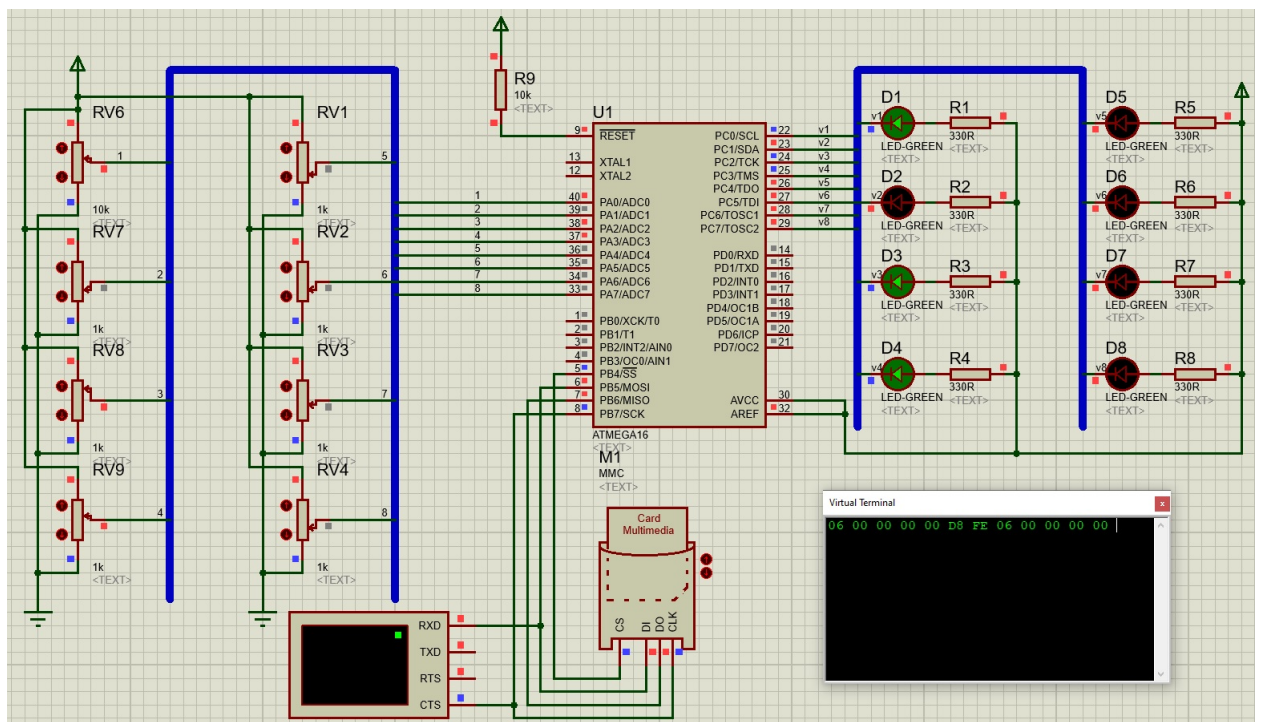 RV6
1
10k
<TEXT>
RV7
2
1k
<TEXT>
RV8
3
1k
<TEXT>
RV9
4
1k
<TEXT>
RV1
5
1k
<TEXT>
RV2
6
1k
<TEXT>
RV3
7
1k
<TEXT>
RV4
8
1k
<TEXT>
R9
10k
<TEXT>
1
2
3
4
5
6
7
8
U1
9 RESET PC0/SCL 22 v1
PC1/SDA 23 v2
13 XTAL1 PC2/TCK 24 v3
12 XTAL2 PC3/TMS 25 v4
PC4/TDO 26 v5
40 PA0/ADC0 PC5/TDI 27 v6
39 PA1/ADC1 PC6/TOSC1 28 v7
38 PA2/ADC2 PC7/TOSC2 29 v8
37 PA3/ADC3
36 PA4/ADC4 PD0/RXD 14
35 PA5/ADC5 PD1/TXD 15
34 PA6/ADC6 PD2/INT0 16
33 PA7/ADC7 PD3/INT1 17
PD4/OC1B 18
1 PB0/XCK/T0 PD5/OC1A 19
2 PB1/T1 PD6/ICP 20
3 PB2/INT2/AIN0 PD7/OC2 21
4 PB3/OC0/AIN1
5 PB4/SS
6 PB5/MOSI
7 PB6/MISO AVCC 30
8 PB7/SCK AREF 32
ATMEGA16
<TEXT>
M1
MMC
<TEXT>
Card
Multimedia
CS
DI
DO
CLK
RXD
TXD
RTS
CTS
D1
v1
LED-GREEN
<TEXT>
R1
330R
<TEXT>
D2
v2
LED-GREEN
<TEXT>
R2
330R
<TEXT>
D3
v3
LED-GREEN
<TEXT>
R3
330R
<TEXT>
D4
v4
LED-GREEN
<TEXT>
R4
330R
<TEXT>
D5
v5
LED-GREEN
<TEXT>
R5
330R
<TEXT>
D6
v6
LED-GREEN
<TEXT>
R6
330R
<TEXT>
D7
v7
LED-GREEN
<TEXT>
R7
330R
<TEXT>
D8
v8
LED-GREEN
<TEXT>
R8
330R
<TEXT>
Virtual Terminal
x
06 00 00 00 00 D8 FE 06 00 00 00 00